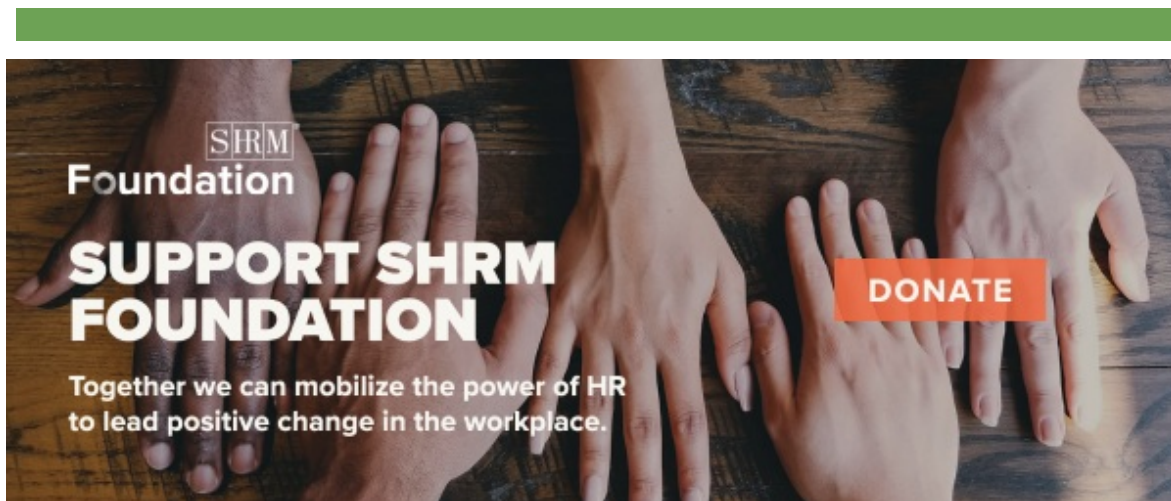 SHRM
Foundation
SUPPORT SHRM
FOUNDATION
DONATE
Together we can mobilize the power of HR
to lead positive change in the workplace.